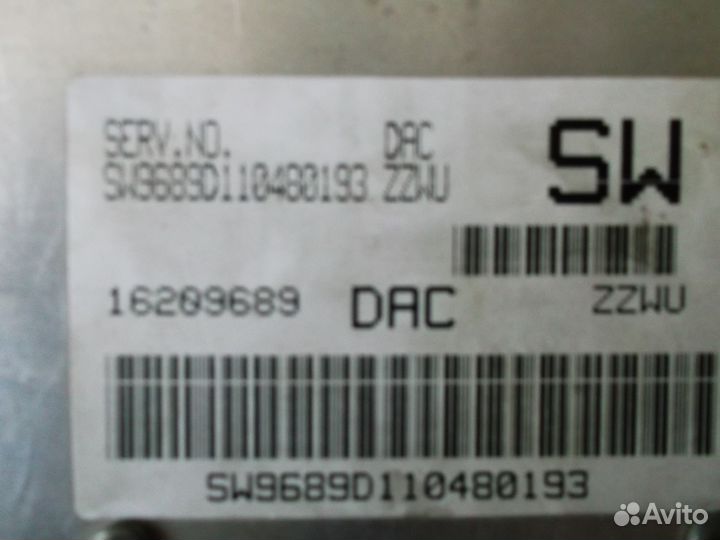 SERV.NO. DAC SW
SW9689D110480193 ZZWU
16209689 DAC ZZWU
SW9689D110480193
Avito